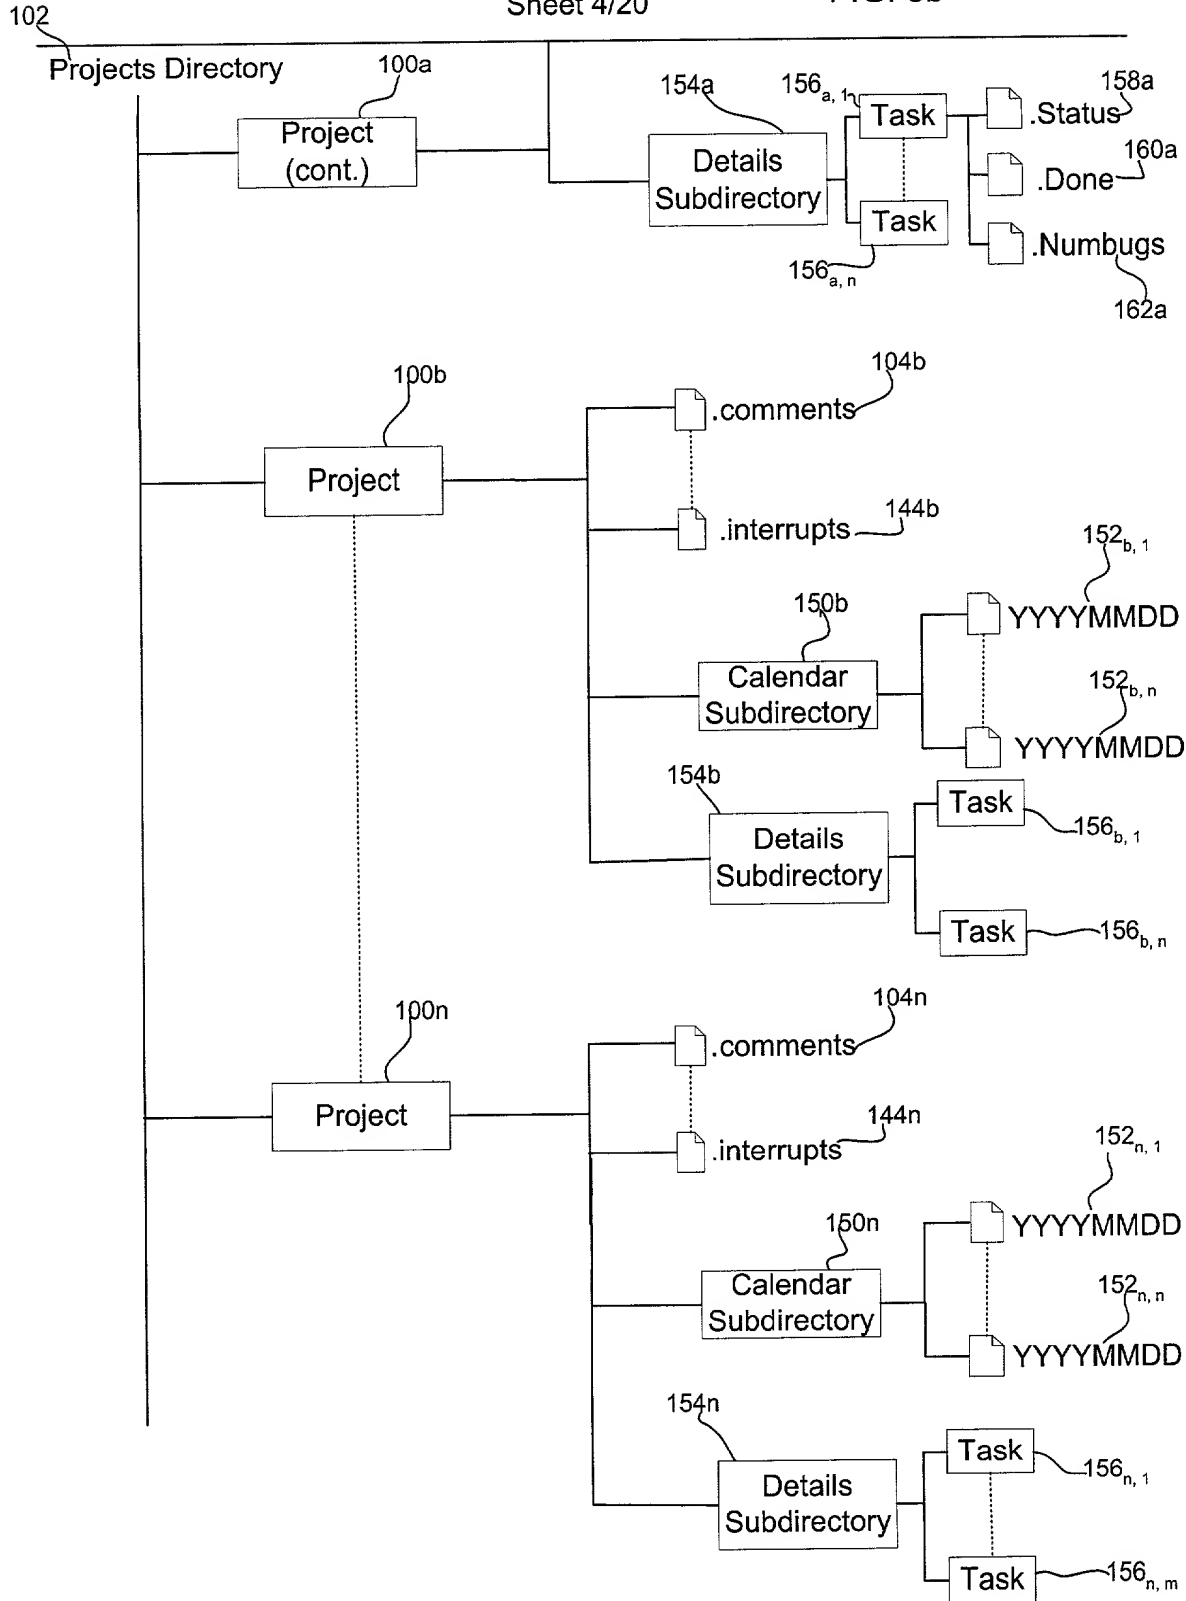 Sheet 4/20
102
Projects Directory
100a
Project
(cont.)
154a
Details
Subdirectory
156a, 1
Task
Task
156a, n
.Status
158a
.Done
160a
.Numbugs
162a
100b
Project
.comments
104b
.interrupts
144b
150b
Calendar
Subdirectory
152b, 1
YYYYMMDD
152b, n
YYYYMMDD
154b
Details
Subdirectory
Task
156b, 1
Task
156b, n
100n
Project
.comments
104n
.interrupts
144n
150n
Calendar
Subdirectory
152n, 1
YYYYMMDD
152n, n
YYYYMMDD
154n
Details
Subdirectory
Task
156n, 1
Task
156n, m